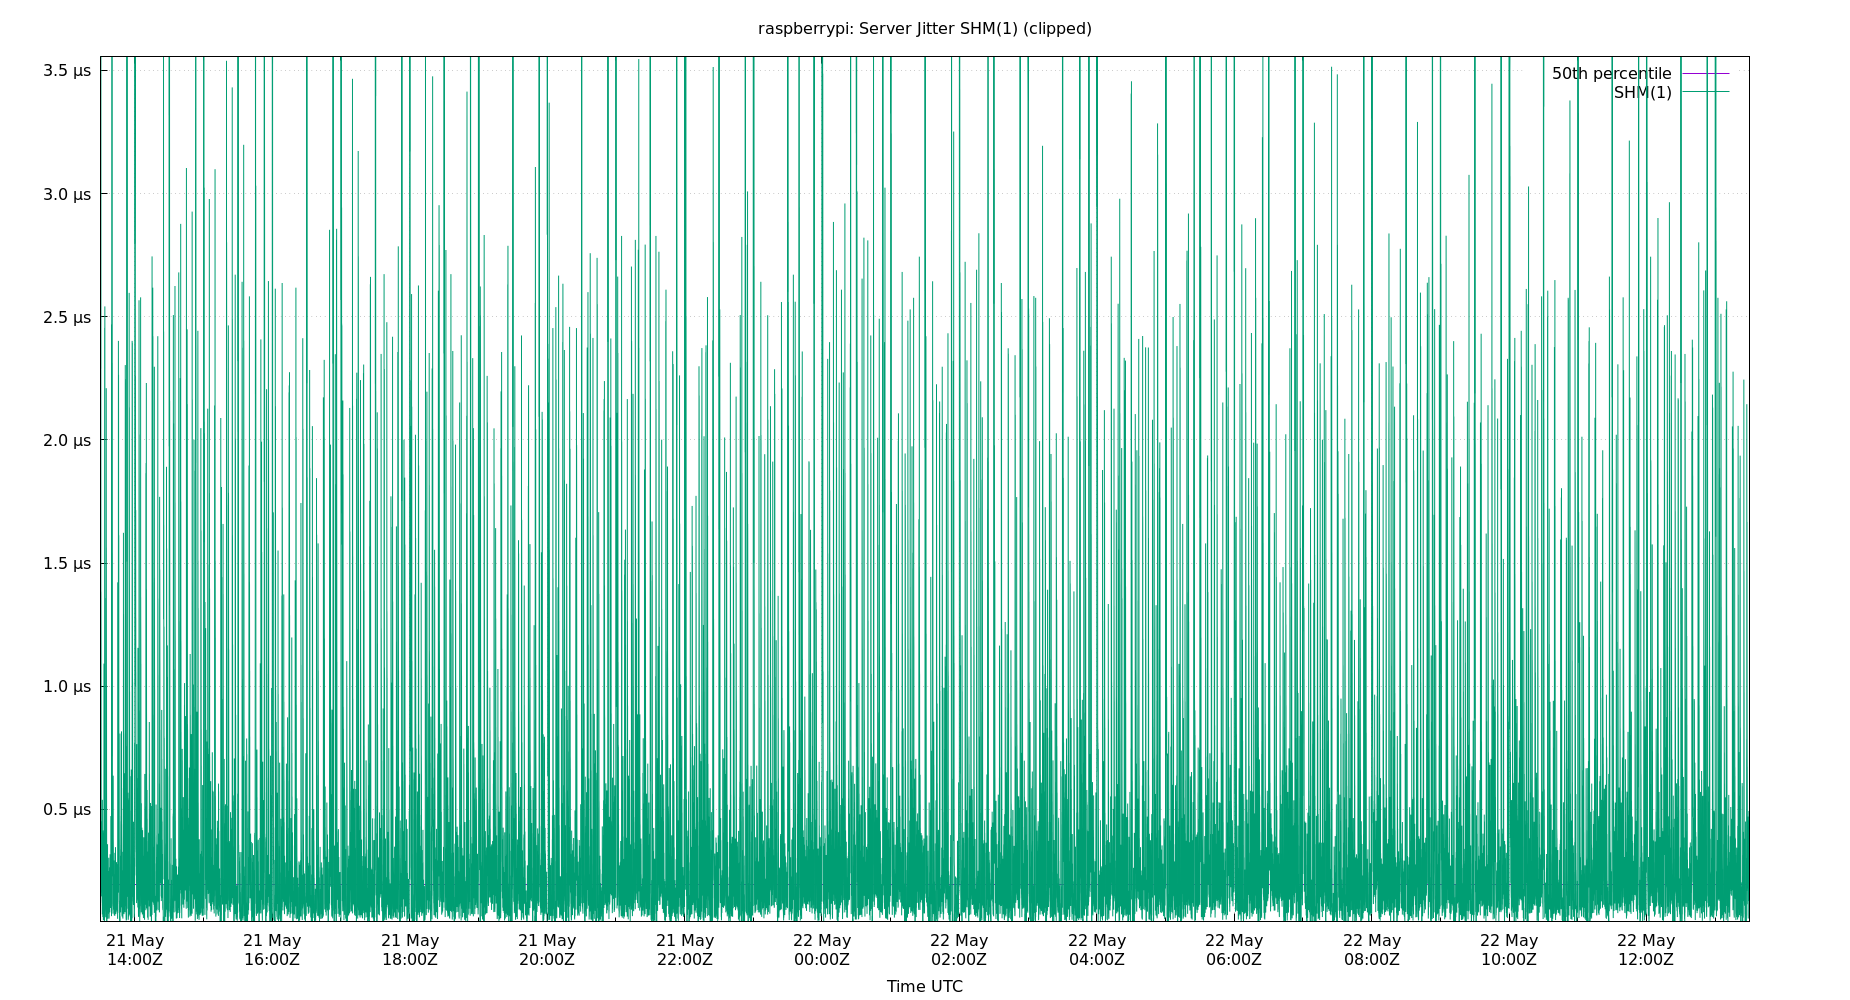 raspberrypi: Server Jitter SHM(1) (clipped)
3.5 µs
3.0 µs
2.5 µs
2.0 µs
1.5 µs
1.0 µs
0.5 µs
50th percentile
SHM(1)
21 May 21 May 21 May 21 May 21 May 22 May 22 May 22 May 22 May 22 May 22 May 22 May
14:00Z 16:00Z 18:00Z 20:00Z 22:00Z 00:00Z 02:00Z 04:00Z 06:00Z 08:00Z 10:00Z 12:00Z
Time UTC